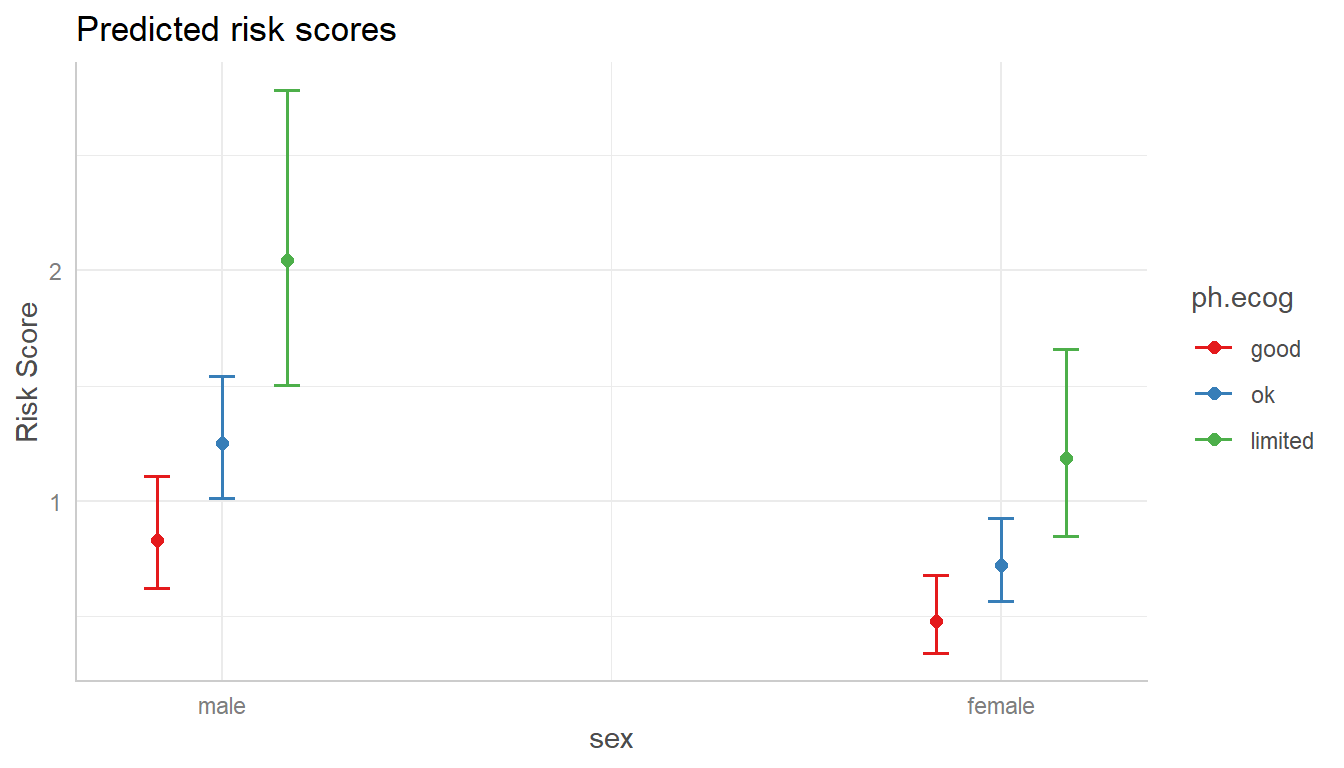 Predicted risk scores
Risk Score
2
1
male
female
sex
ph.ecog
good
ok
limited